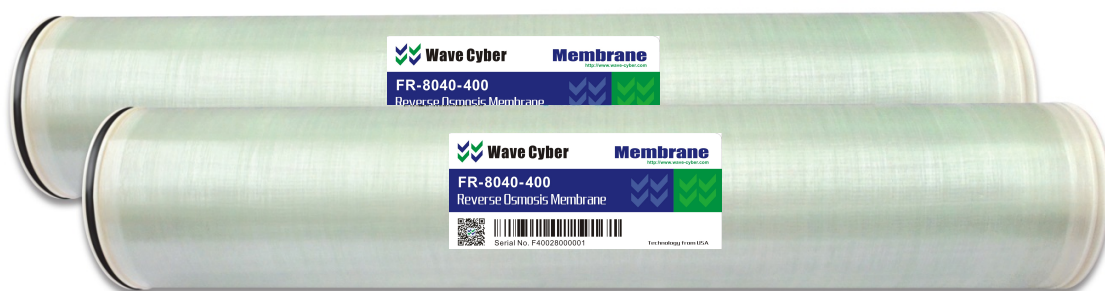 Wave Cyber
Membrane
http://www.wave-cyber.com
FR-8040-400
Reverse Osmosis Membrane
Wave Cyber
Membrane
http://www.wave-cyber.com
FR-8040-400
Reverse Osmosis Membrane
Serial No. F40028000001
Technology from USA